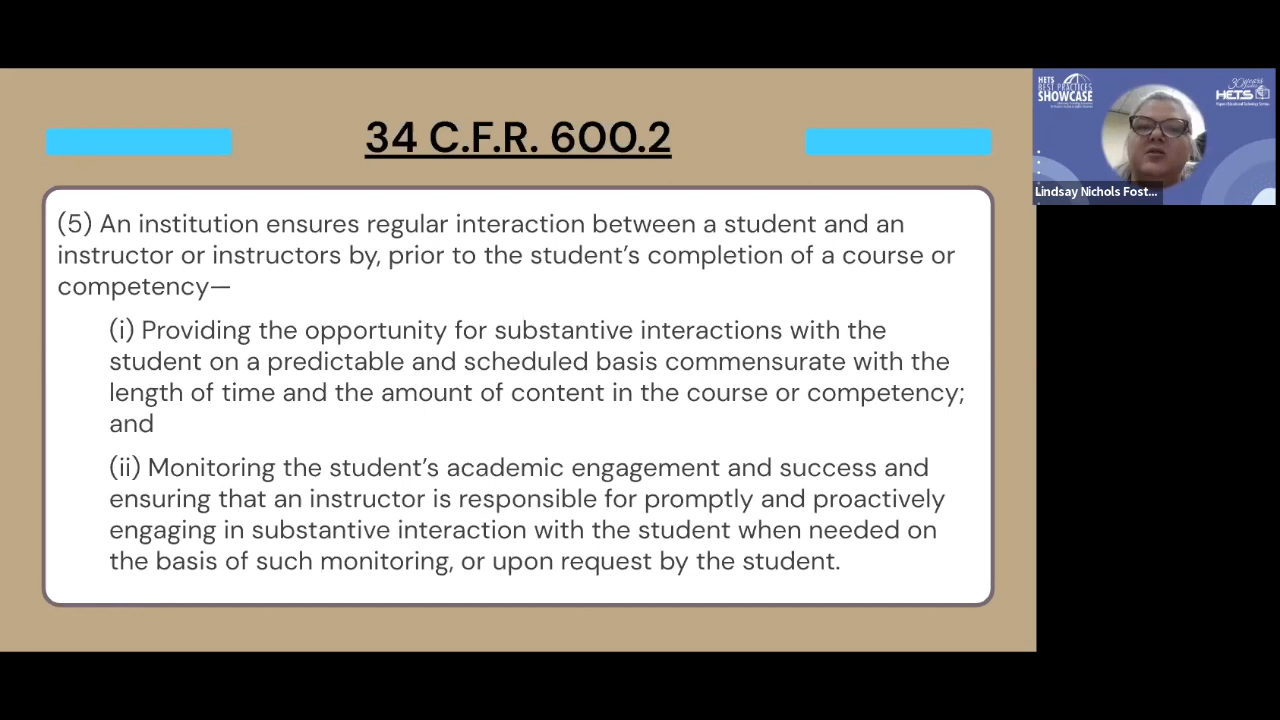 34 C.F.R. 600.2
(5) An institution ensures regular interaction between a student and an
instructor or instructors by, prior to the student’s completion of a course or
competency—
(i) Providing the opportunity for substantive interactions with the
student on a predictable and scheduled basis commensurate with the
length of time and the amount of content in the course or competency;
and
(ii) Monitoring the student’s academic engagement and success and
ensuring that an instructor is responsible for promptly and proactively
engaging in substantive interaction with the student when needed on
the basis of such monitoring, or upon request by the student.
HETS
BEST PRACTICES
SHOWCASE
30 years
HETS
Lindsay Nichols Fost...